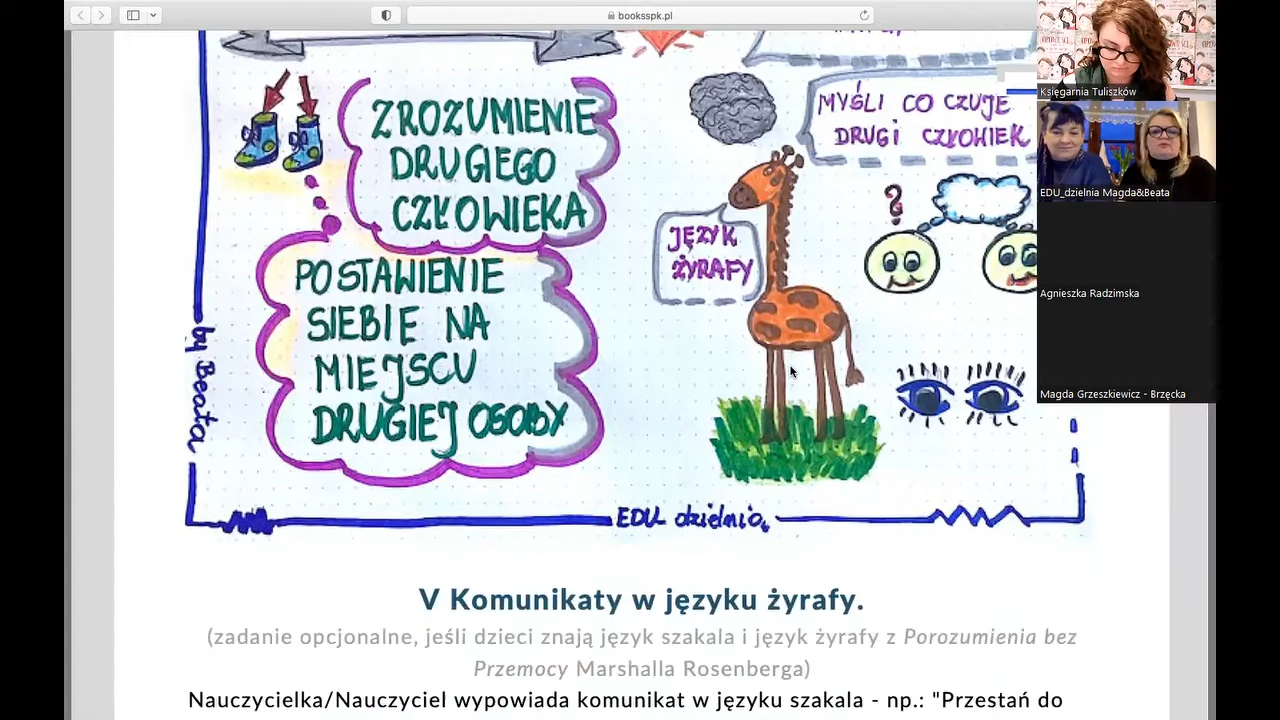 booksspk.pl
Księgarnia Tuliszków
EDU_dzielnia Magda&Beata
Agnieszka Radzimska
Magda Grzeszkiewicz - Brzęcka
ZROZUMIENIE
DRUGIEGO
CZŁOWIEKA
POSTAWIENIE
SIEBIE NA
MIEJSCU
DRUGIEJ OSOBY
MYŚLI CO CZUJE
DRUGI CZŁOWIEK
?
JĘZYK
ŻYRAFY
by Beata
EDU dzielnia
V Komunikaty w języku żyrafy.
(zadanie opcjonalne, jeśli dzieci znają język szakala i język żyrafy z Porozumienia bez
Przemocy Marshalla Rosenberga)
Nauczycielka/Nauczyciel wypowiada komunikat w języku szakala - np.: "Przestań do